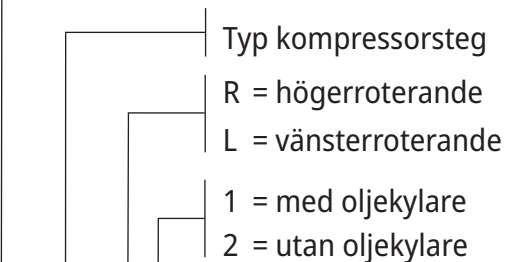 Typ kompressorsteg
R = högerroterande
L = vänsterroterande
1 = med oljekylare
2 = utan oljekylare